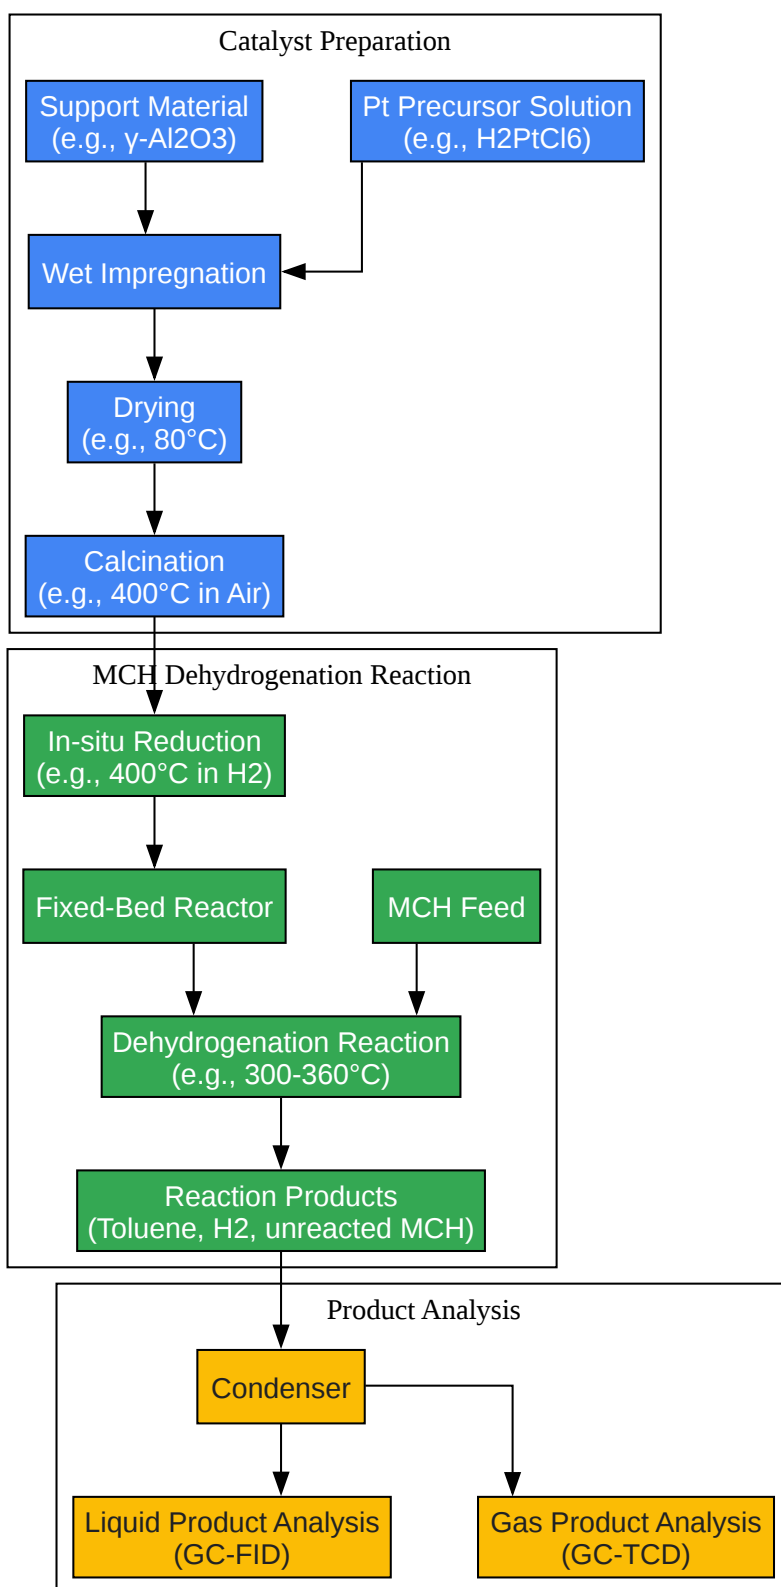 Catalyst Preparation
Support Material
(e.g., γ-Al2O3)
Pt Precursor Solution
(e.g., H2PtCl6)
Wet Impregnation
Drying
(e.g., 80°C)
Calcination
(e.g., 400°C in Air)
MCH Dehydrogenation Reaction
In-situ Reduction
(e.g., 400°C in H2)
Fixed-Bed Reactor
MCH Feed
Dehydrogenation Reaction
(e.g., 300-360°C)
Reaction Products
(Toluene, H2, unreacted MCH)
Product Analysis
Condenser
Liquid Product Analysis
(GC-FID)
Gas Product Analysis
(GC-TCD)